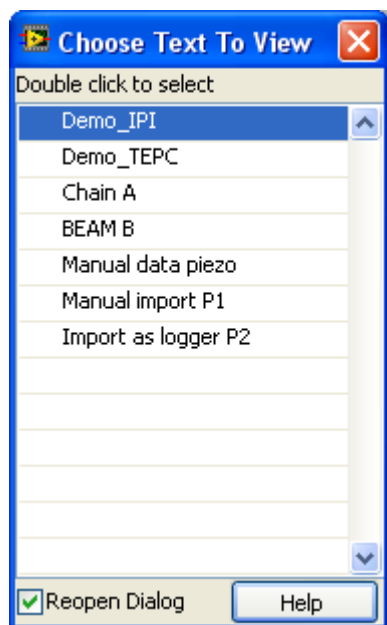 Choose Text To View
Double click to select
Demo_IPI
Demo_TEPC
Chain A
BEAM B
Manual data piezo
Manual import P1
Import as logger P2
Reopen Dialog
Help